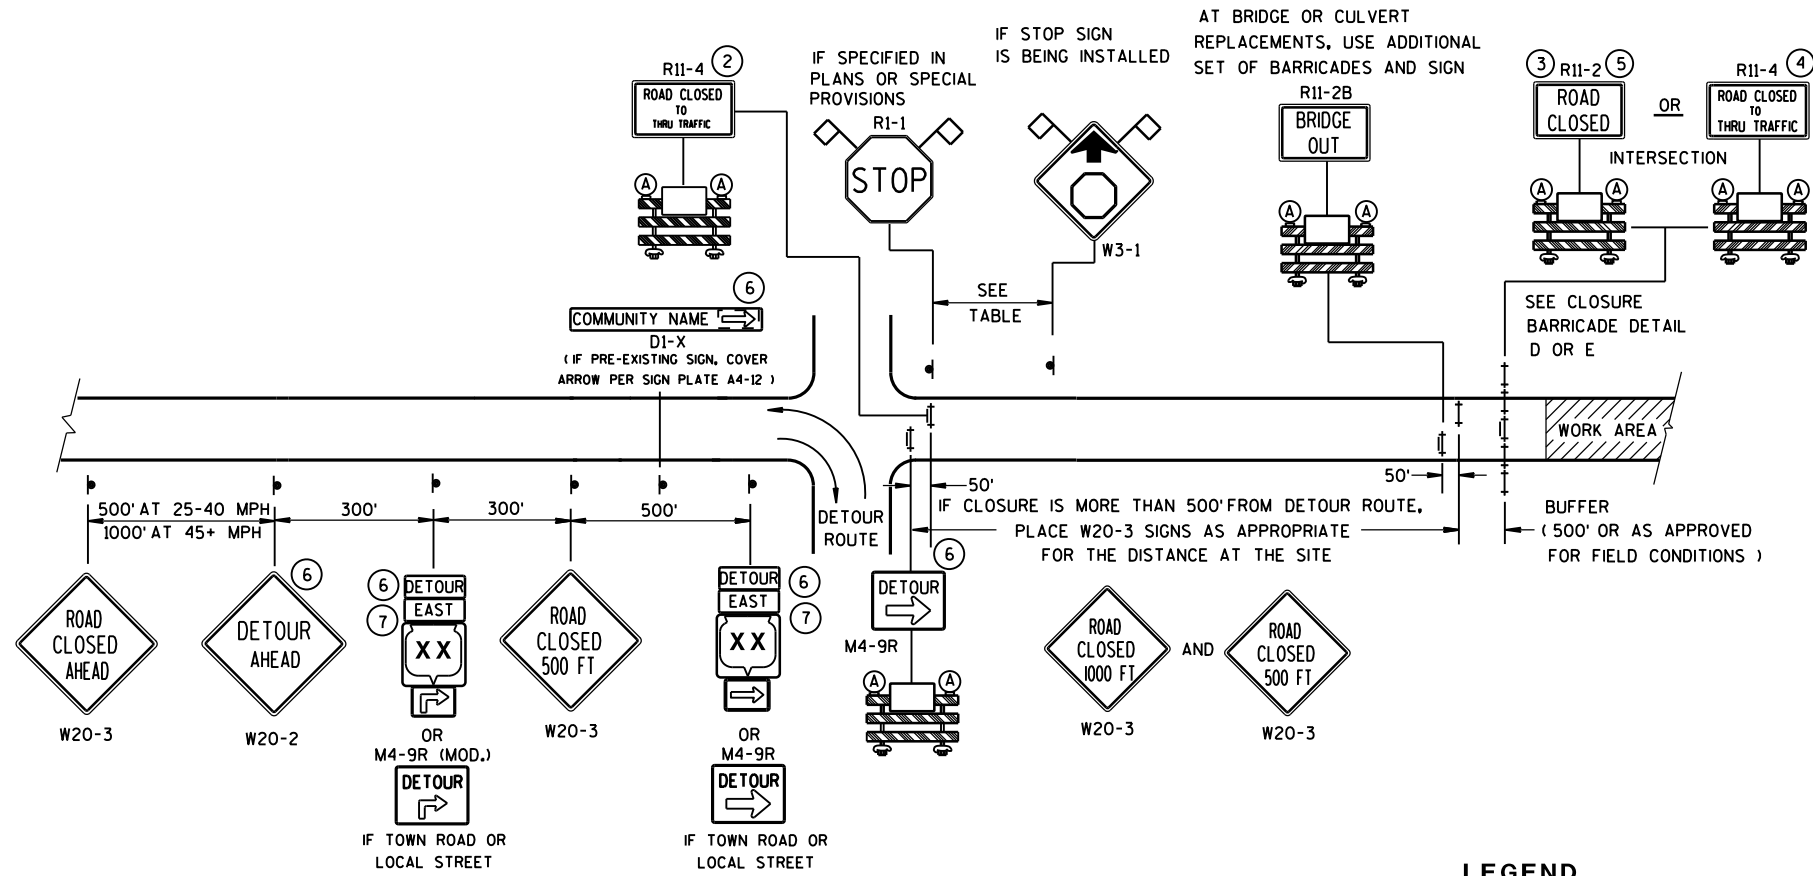 AT BRIDGE OR CULVERT
REPLACEMENTS, USE ADDITIONAL
SET OF BARRICADES AND SIGN
R11-2B
BRIDGE
OUT
IF STOP SIGN
IS BEING INSTALLED
W3-1
IF SPECIFIED IN
PLANS OR SPECIAL
PROVISIONS
R1-1
STOP
R11-4 2
ROAD CLOSED
TO
THRU TRAFFIC
A A
3 R11-2 5
ROAD
CLOSED
OR
R11-4 4
ROAD CLOSED
TO
THRU TRAFFIC
INTERSECTION
A A
A A
A A
SEE
TABLE
SEE CLOSURE
BARRICADE DETAIL
D OR E
6
COMMUNITY NAME
D1-X
(IF PRE-EXISTING SIGN, COVER
ARROW PER SIGN PLATE A4-12 )
WORK AREA
500' AT 25-40 MPH
1000' AT 45+ MPH
300'
300'
500'
DETOUR
ROUTE
50'
50'
IF CLOSURE IS MORE THAN 500' FROM DETOUR ROUTE,
PLACE W20-3 SIGNS AS APPROPRIATE
FOR THE DISTANCE AT THE SITE
BUFFER
( 500' OR AS APPROVED
FOR FIELD CONDITIONS )
ROAD
CLOSED
AHEAD
W20-3
6
DETOUR
AHEAD
W20-2
6
7
DETOUR
EAST
XX
OR
M4-9R (MOD.)
DETOUR
IF TOWN ROAD OR
LOCAL STREET
ROAD
CLOSED
500 FT
W20-3
DETOUR
EAST
XX
6
7
OR
M4-9R
DETOUR
IF TOWN ROAD OR
LOCAL STREET
6
DETOUR
M4-9R
A A
ROAD
CLOSED
1000 FT
W20-3
AND
ROAD
CLOSED
500 FT
W20-3
LEGEND